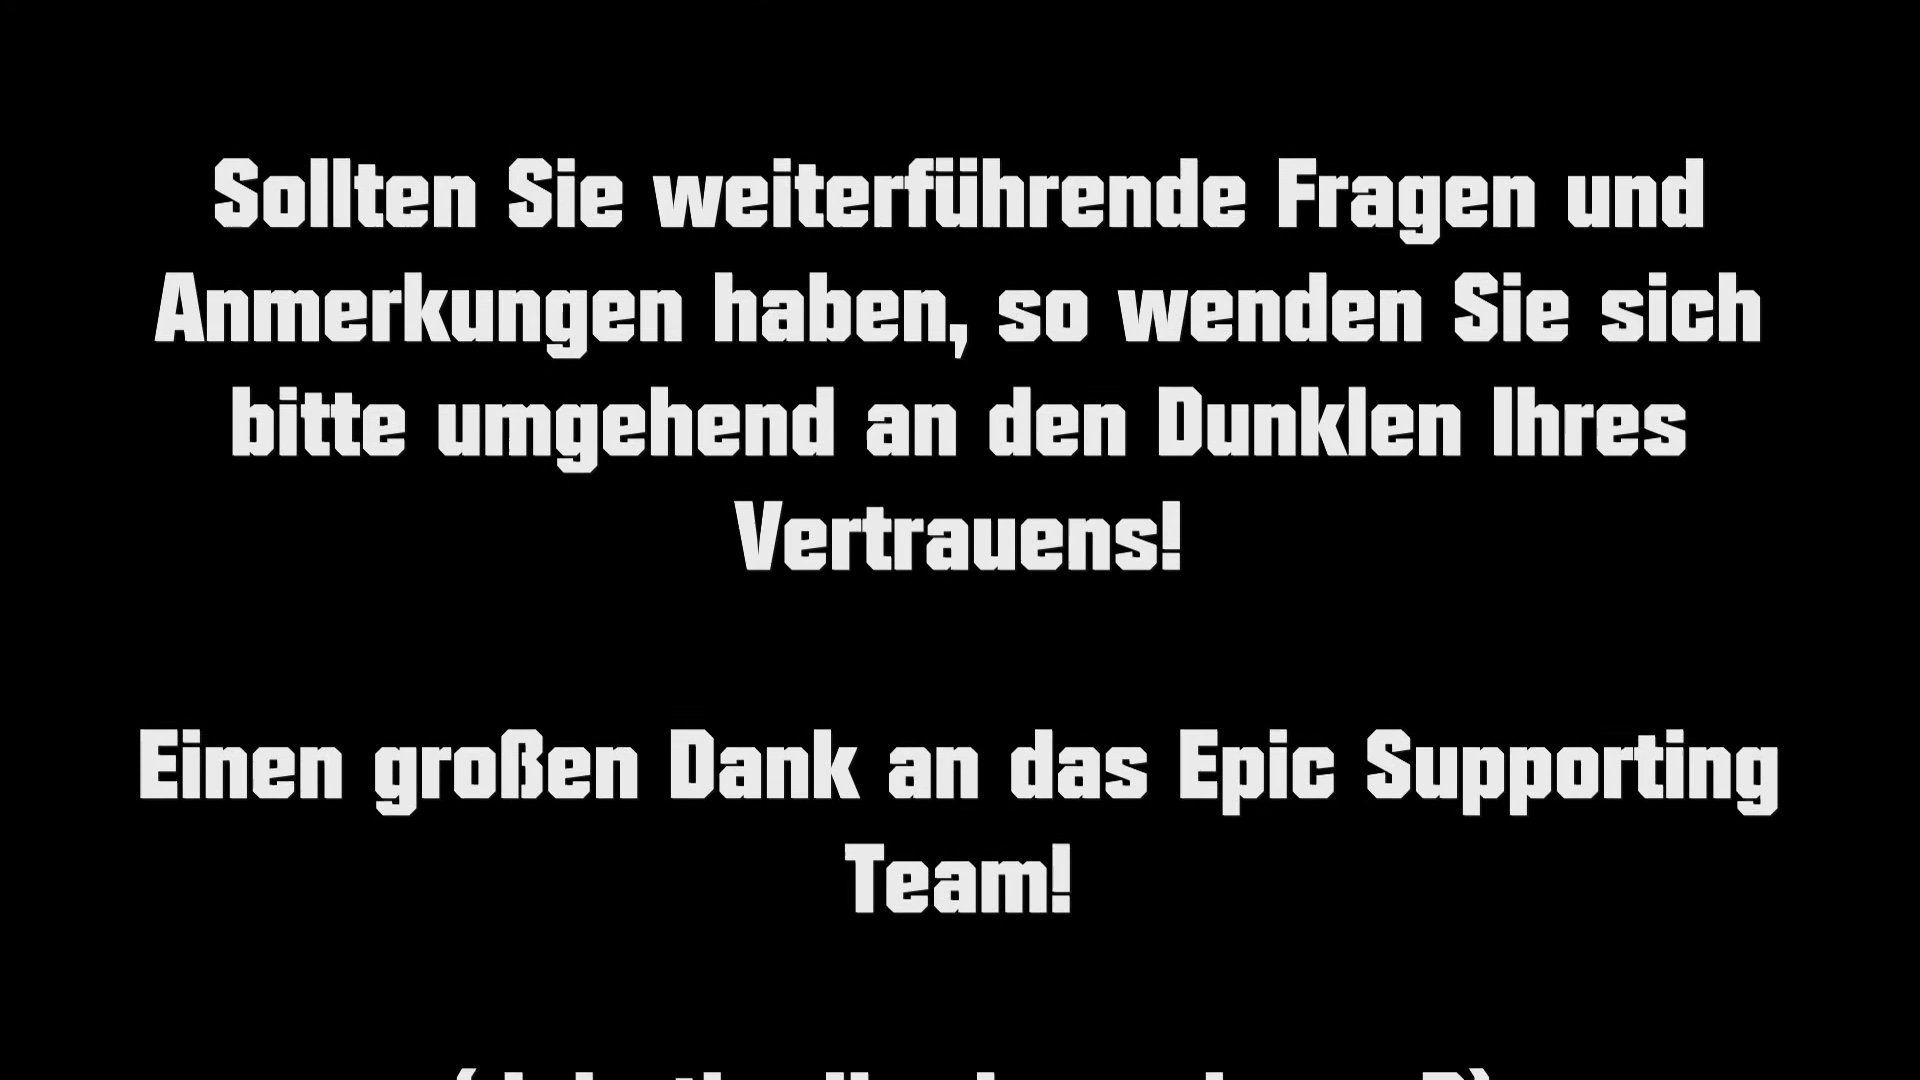 Sollten Sie weiterführende Fragen und
Anmerkungen haben, so wenden Sie sich
bitte umgehend an den Dunklen Ihres
Vertrauens!
Einen großen Dank an das Epic Supporting
Team!